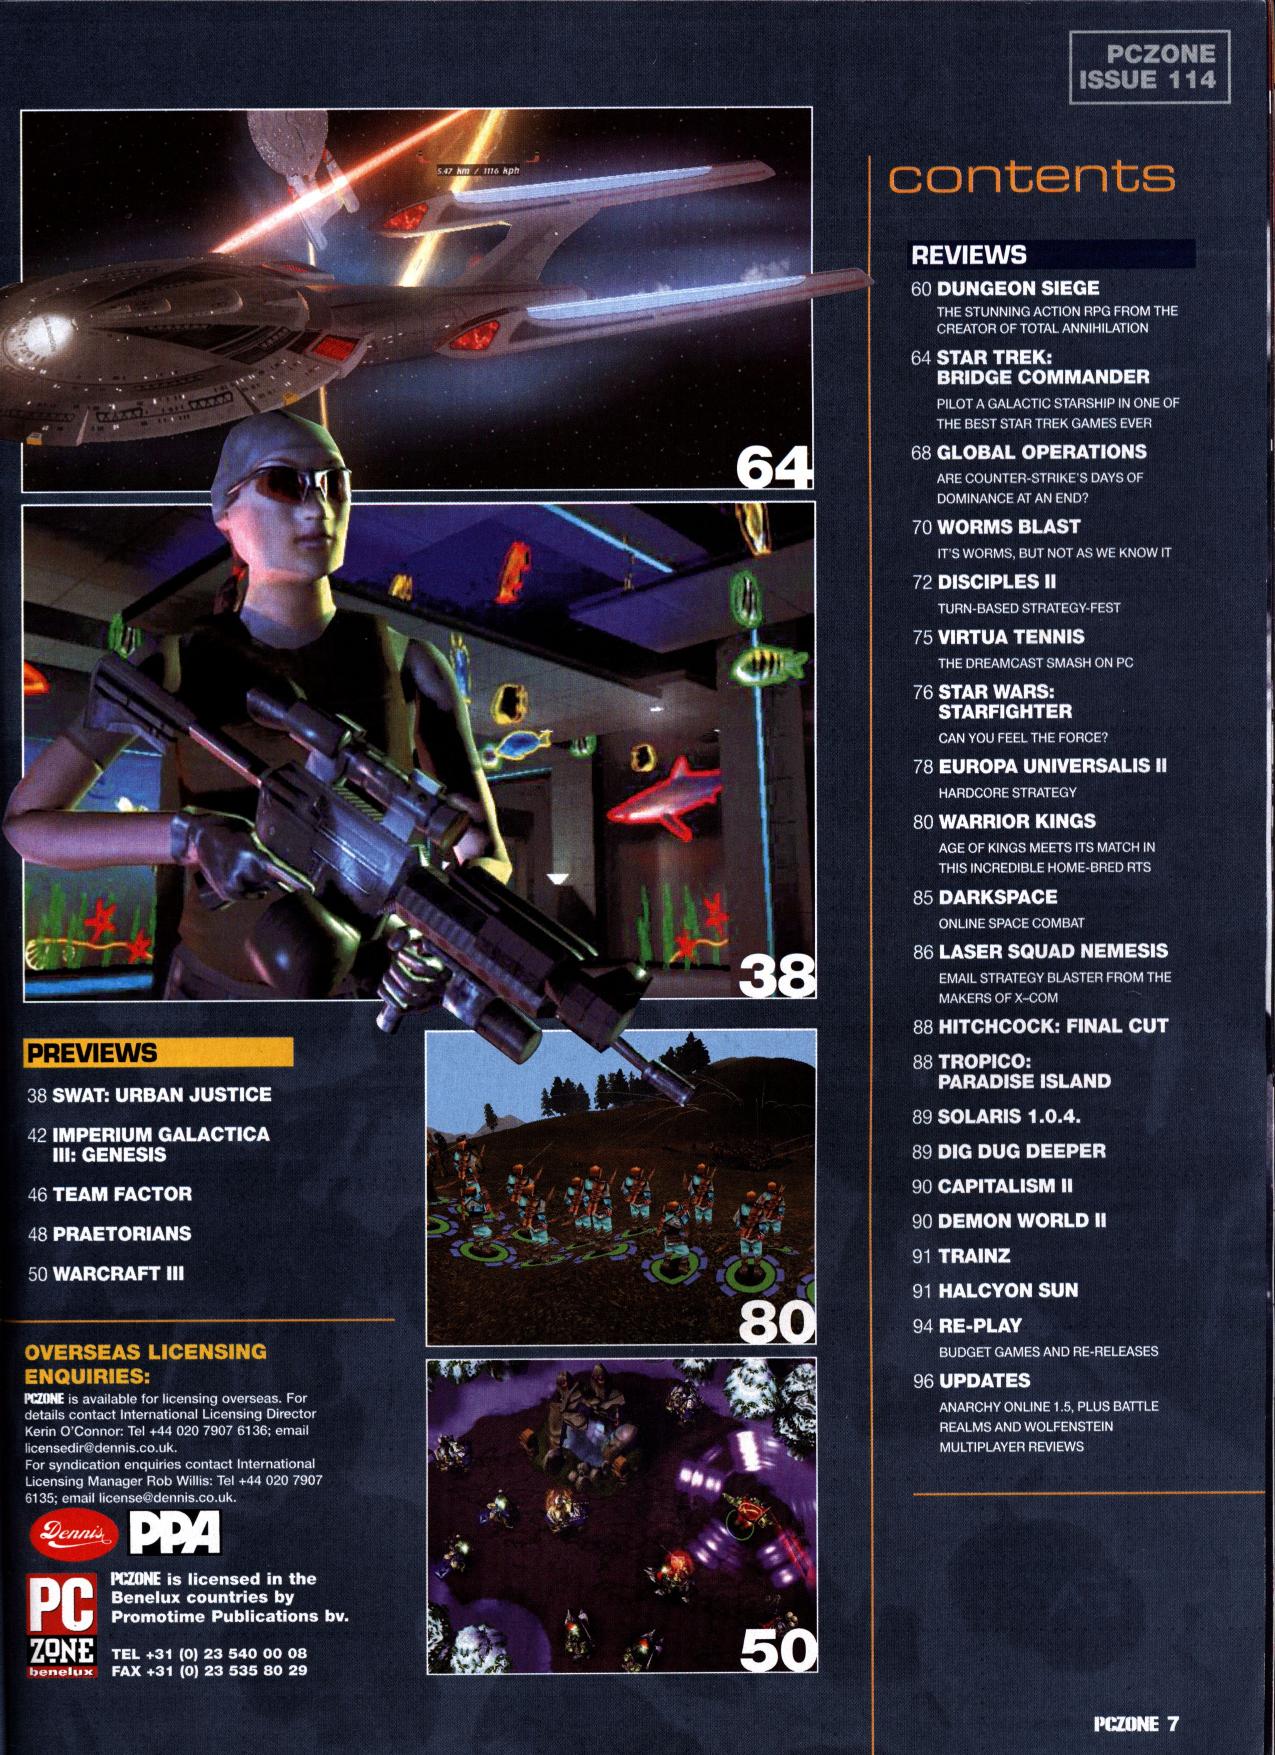 PCZONE
ISSUE 114
contents
5.47 km / 1116 kph
64
38
80
50
REVIEWS
60 DUNGEON SIEGE
THE STUNNING ACTION RPG FROM THE
CREATOR OF TOTAL ANNIHILATION
64 STAR TREK:
BRIDGE COMMANDER
PILOT A GALACTIC STARSHIP IN ONE OF
THE BEST STAR TREK GAMES EVER
68 GLOBAL OPERATIONS
ARE COUNTER-STRIKE'S DAYS OF
DOMINANCE AT AN END?
70 WORMS BLAST
IT'S WORMS, BUT NOT AS WE KNOW IT
72 DISCIPLES II
TURN-BASED STRATEGY-FEST
75 VIRTUA TENNIS
THE DREAMCAST SMASH ON PC
76 STAR WARS:
STARFIGHTER
CAN YOU FEEL THE FORCE?
78 EUROPA UNIVERSALIS II
HARDCORE STRATEGY
80 WARRIOR KINGS
AGE OF KINGS MEETS ITS MATCH IN
THIS INCREDIBLE HOME-BRED RTS
85 DARKSPACE
ONLINE SPACE COMBAT
86 LASER SQUAD NEMESIS
EMAIL STRATEGY BLASTER FROM THE
MAKERS OF X–COM
88 HITCHCOCK: FINAL CUT
88 TROPICO:
PARADISE ISLAND
89 SOLARIS 1.0.4.
89 DIG DUG DEEPER
90 CAPITALISM II
90 DEMON WORLD II
91 TRAINZ
91 HALCYON SUN
94 RE-PLAY
BUDGET GAMES AND RE-RELEASES
96 UPDATES
ANARCHY ONLINE 1.5, PLUS BATTLE
REALMS AND WOLFENSTEIN
MULTIPLAYER REVIEWS
PREVIEWS
38 SWAT: URBAN JUSTICE
42 IMPERIUM GALACTICA
III: GENESIS
46 TEAM FACTOR
48 PRAETORIANS
50 WARCRAFT III
OVERSEAS LICENSING
ENQUIRIES:
PCZONE is available for licensing overseas. For
details contact International Licensing Director
Kerin O'Connor: Tel +44 020 7907 6136; email
licensedir@dennis.co.uk.
For syndication enquiries contact International
Licensing Manager Rob Willis: Tel +44 020 7907
6135; email license@dennis.co.uk.
Dennis
PPA
PC
ZONE
benelux
PCZONE is licensed in the
Benelux countries by
Promotime Publications bv.
TEL +31 (0) 23 540 00 08
FAX +31 (0) 23 535 80 29
PCZONE 7